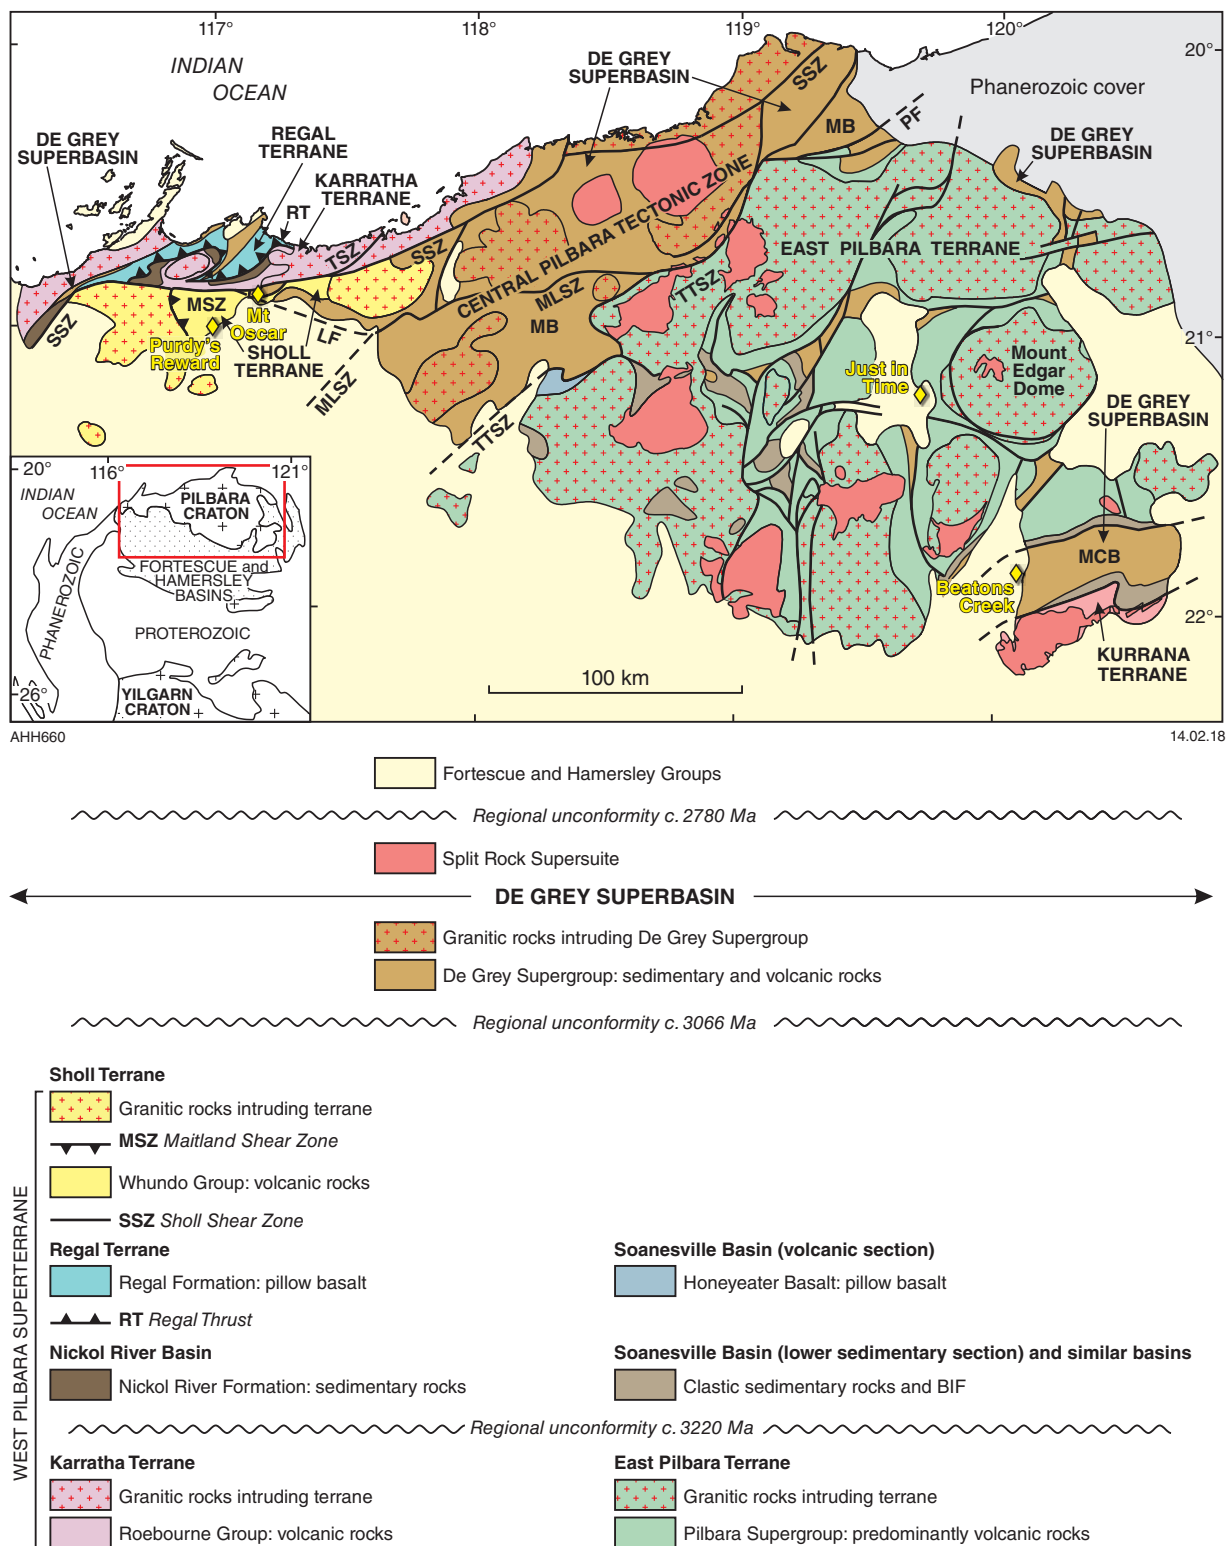 117°
118°
119°
120°
20°
21°
22°
INDIAN
OCEAN
DE GREY
SUPERBASIN
REGAL
TERRANE
KARRATHA
TERRANE
RT
DE GREY
SUPERBASIN
SSZ
MB
PF
Phanerozoic cover
DE GREY
SUPERBASIN
TSZ
SSZ
CENTRAL PILBARA TECTONIC ZONE
MLSZ
MB
TTSZ
EAST PILBARA TERRANE
SSZ
MSZ
Mt
Oscar
Purdy's
Reward
SHOLL
TERRANE
LF
MLSZ
TTSZ
Just in
Time
Mount
Edgar
Dome
DE GREY
SUPERBASIN
MCB
Beatons
Creek
KURRANA
TERRANE
100 km
20°
116°
121°
INDIAN
OCEAN
PILBARA
CRATON
FORTESCUE and
HAMERSLEY
BASINS
PHANEROZOIC
PROTEROZOIC
26°
YILGARN
CRATON
AHH660
14.02.18
Fortescue and Hamersley Groups
Regional unconformity c. 2780 Ma
Split Rock Supersuite
DE GREY SUPERBASIN
Granitic rocks intruding De Grey Supergroup
De Grey Supergroup: sedimentary and volcanic rocks
Regional unconformity c. 3066 Ma
WEST PILBARA SUPERTERRANE
Sholl Terrane
Granitic rocks intruding terrane
MSZ Maitland Shear Zone
Whundo Group: volcanic rocks
SSZ Sholl Shear Zone
Regal Terrane
Regal Formation: pillow basalt
RT Regal Thrust
Nickol River Basin
Nickol River Formation: sedimentary rocks
Soanesville Basin (volcanic section)
Honeyeater Basalt: pillow basalt
Soanesville Basin (lower sedimentary section) and similar basins
Clastic sedimentary rocks and BIF
Regional unconformity c. 3220 Ma
Karratha Terrane
Granitic rocks intruding terrane
Roebourne Group: volcanic rocks
East Pilbara Terrane
Granitic rocks intruding terrane
Pilbara Supergroup: predominantly volcanic rocks